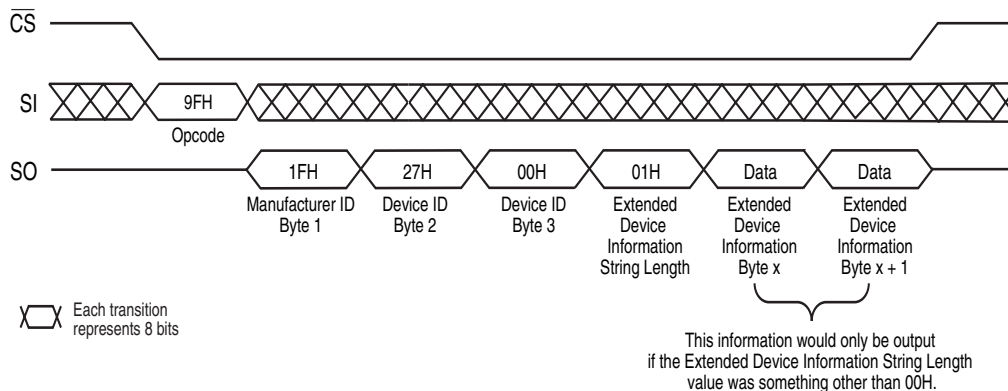 CS
SI
9FH
Opcode
SO
1FH
27H
00H
01H
Data
Data
Manufacturer ID
Byte 1
Device ID
Byte 2
Device ID
Byte 3
Extended
Device
Information
String Length
Extended
Device
Information
Byte x
Extended
Device
Information
Byte x + 1
Each transition
represents 8 bits
This information would only be output
if the Extended Device Information String Length
value was something other than 00H.